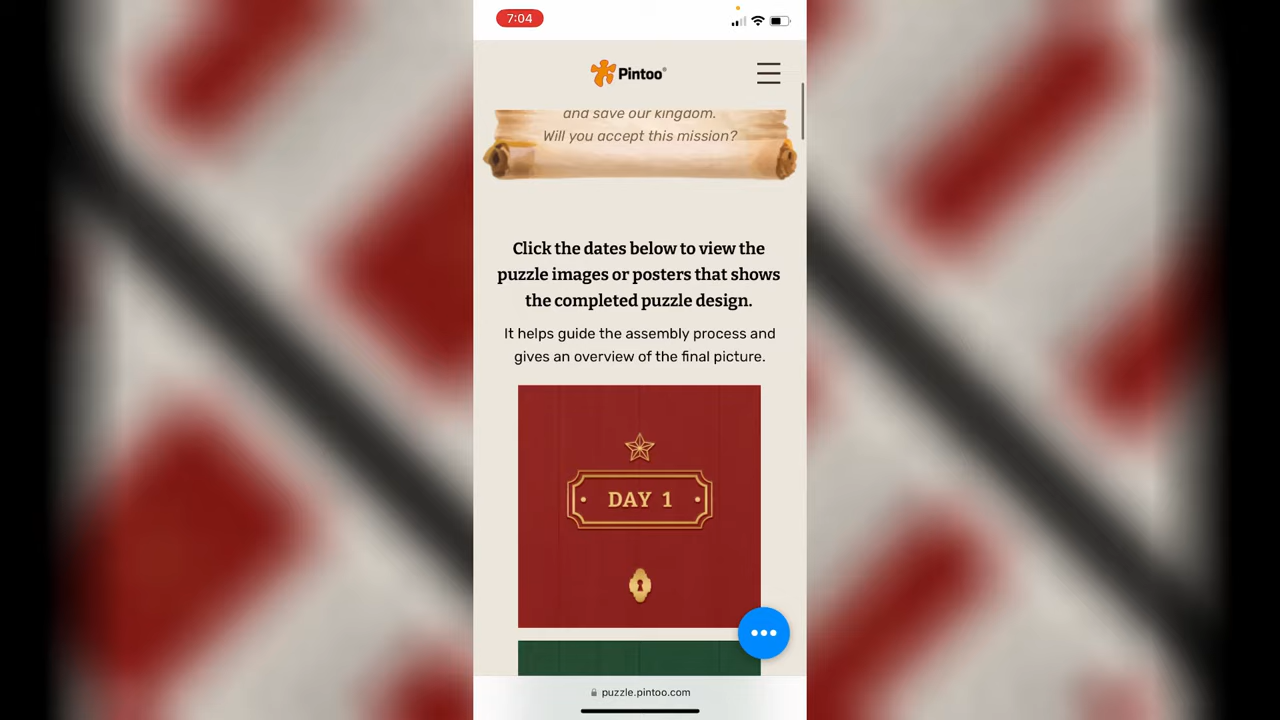 7:04
Pintoo®
and save our kingdom.
Will you accept this mission?
Click the dates below to view the
puzzle images or posters that shows
the completed puzzle design.
It helps guide the assembly process and
gives an overview of the final picture.
DAY 1
puzzle.pintoo.com